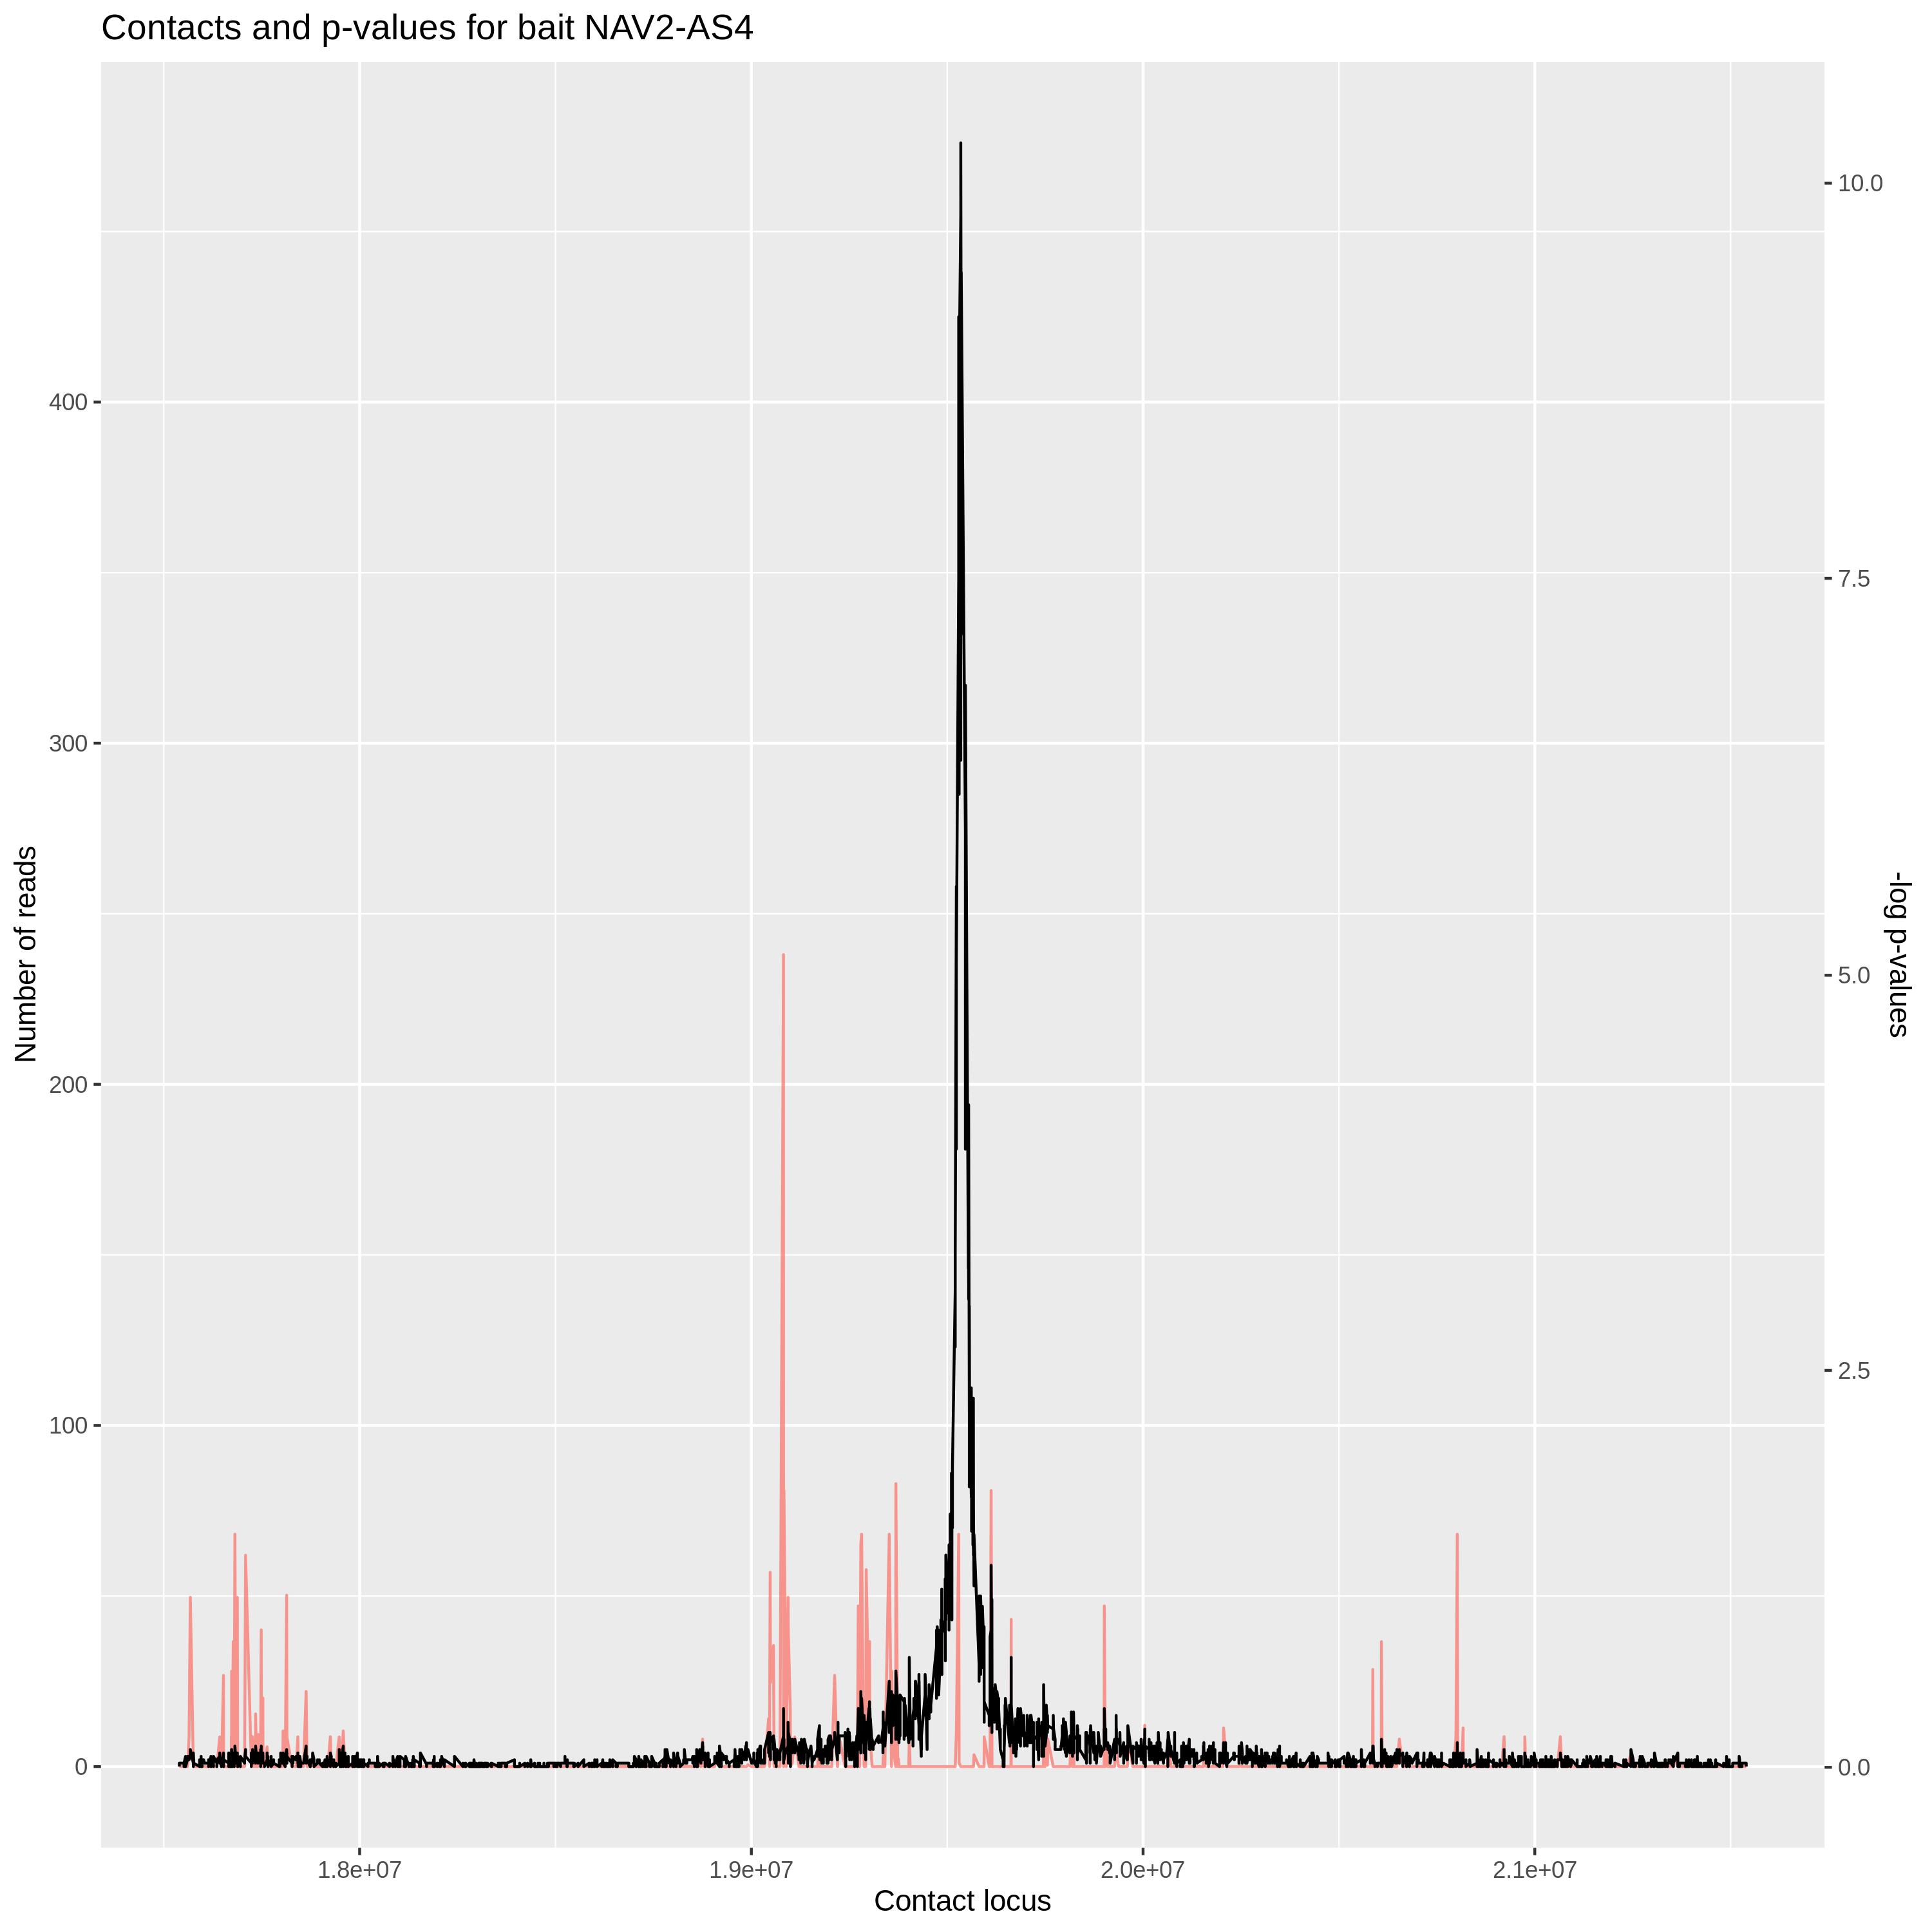 Contacts and p-values for bait NAV2-AS4
10.0
400
7.5
300
Number of reads
-log p-values
5.0
200
2.5
100
0
0.0
1.8e+07
1.9e+07
2.0e+07
2.1e+07
Contact locus